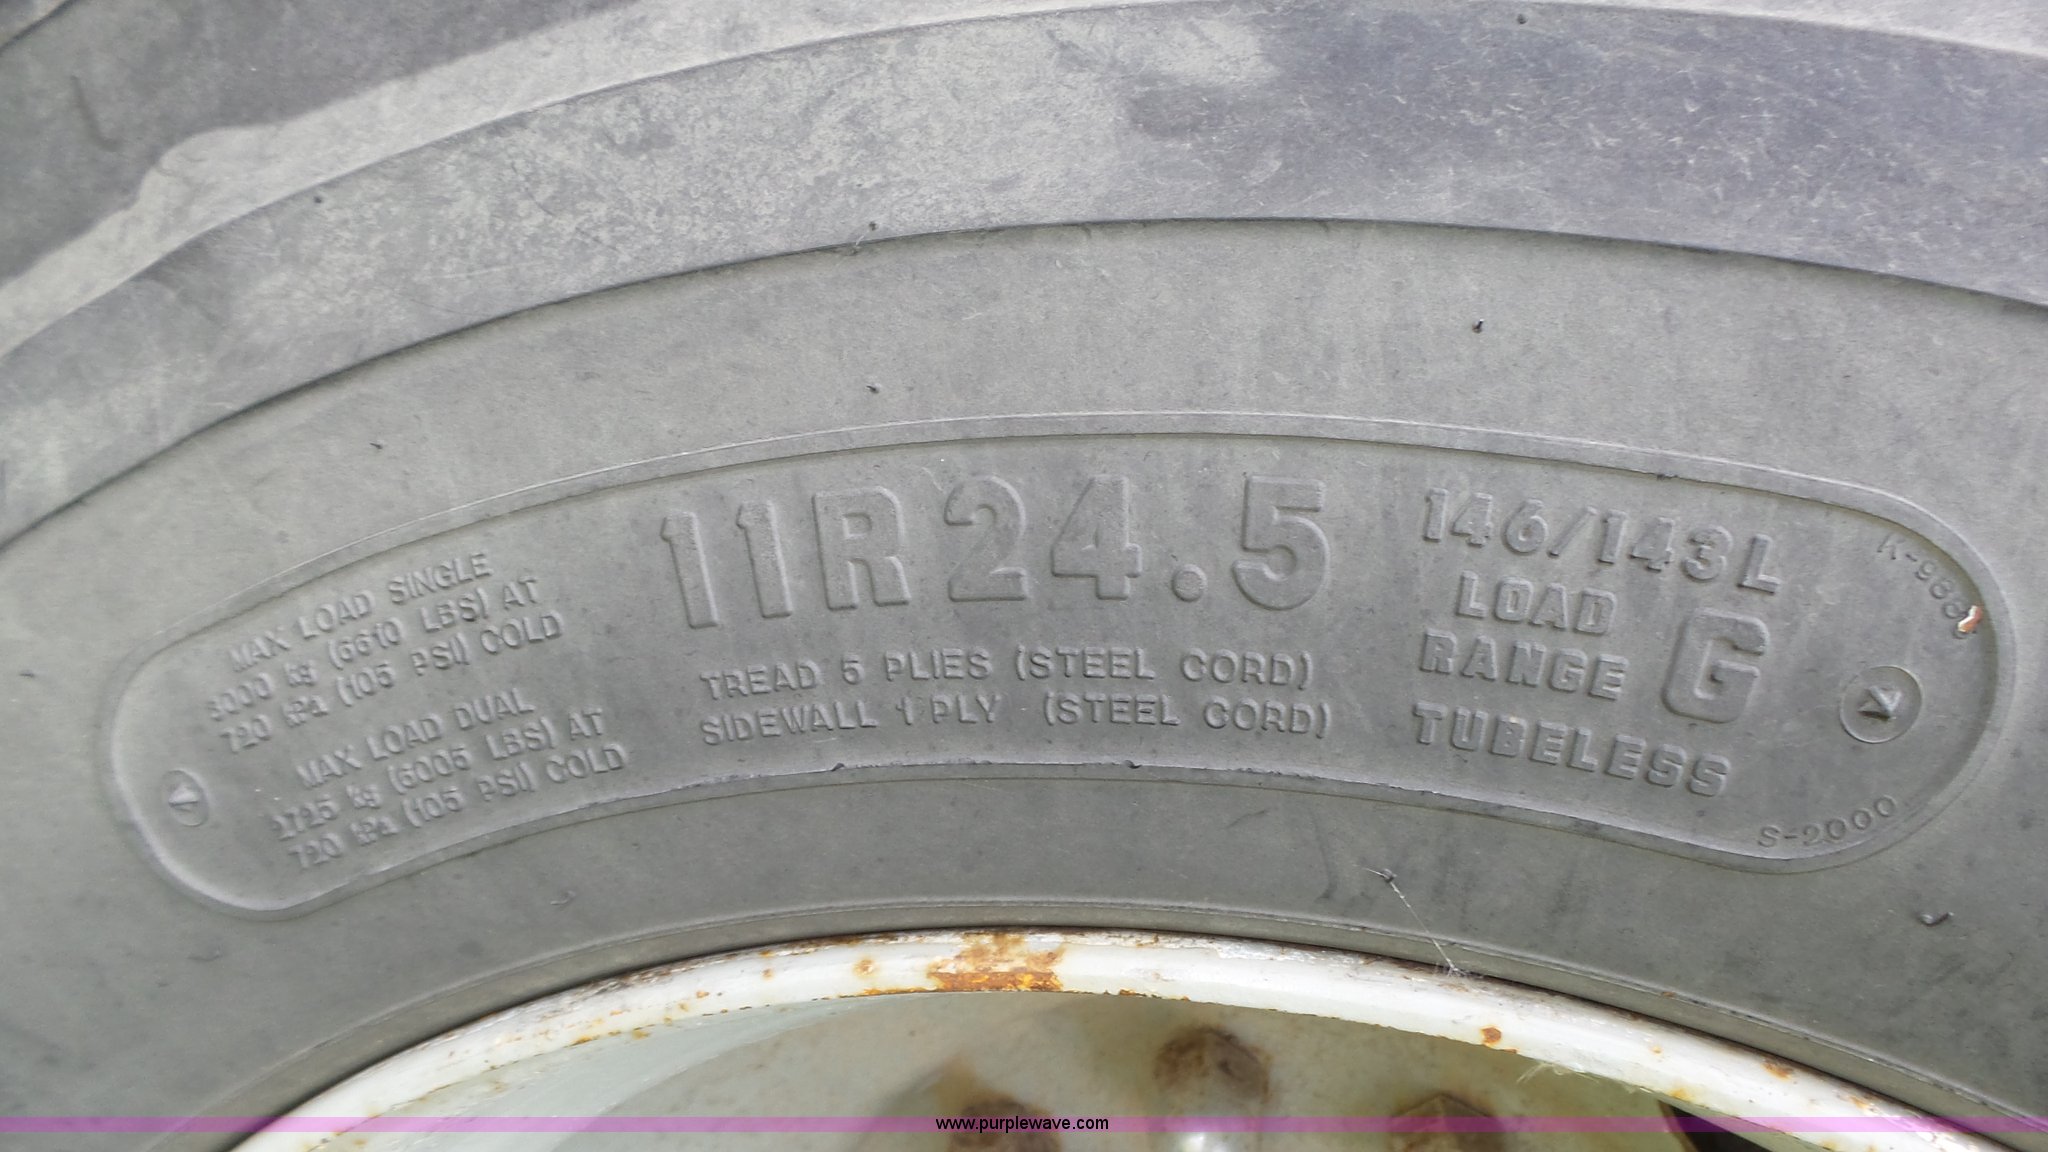 MAX LOAD SINGLE
3000 kg (6610 LBS) AT
720 kPa (105 PSI) COLD
MAX LOAD DUAL
2725 kg (6005 LBS) AT
720 kPa (105 PSI) COLD
11R24.5
TREAD 5 PLIES (STEEL CORD)
SIDEWALL 1 PLY (STEEL CORD)
146/143L
LOAD
RANGE G
TUBELESS
S-2000
www.purplewave.com